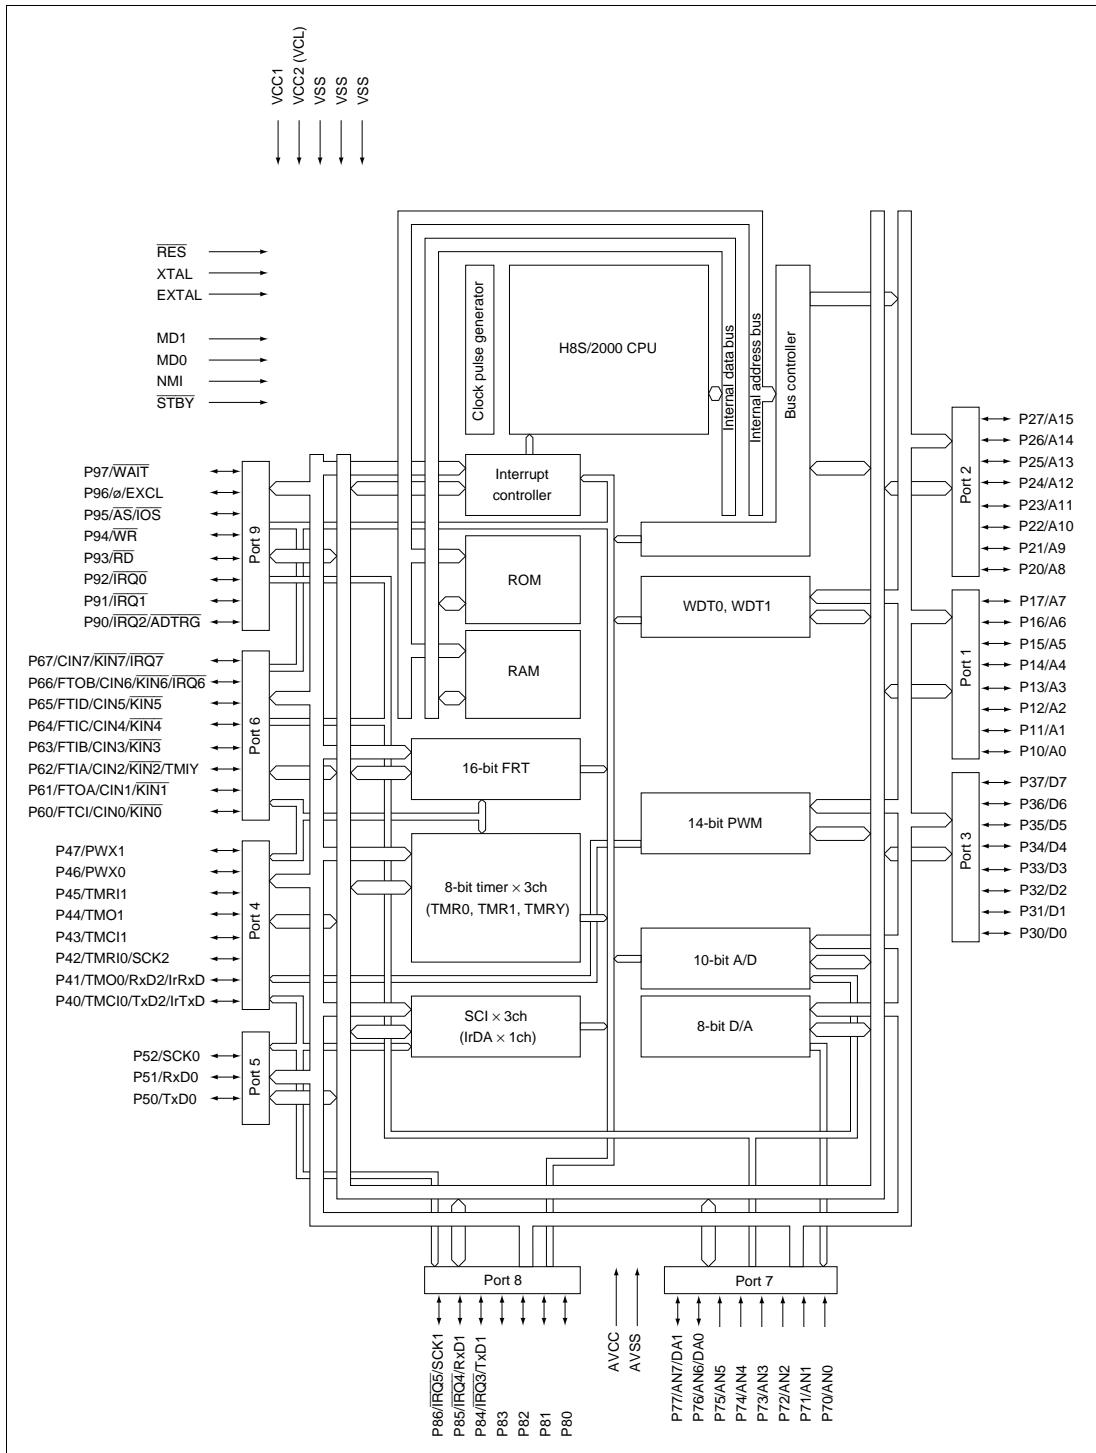 VCC1
VCC2 (VCL)
VSS
VSS
VSS
RES
XTAL
EXTAL
MD1
MD0
NMI
STBY
Clock pulse generator
H8S/2000 CPU
Internal data bus
Internal address bus
Bus controller
Interrupt
controller
ROM
RAM
WDT0, WDT1
16-bit FRT
14-bit PWM
8-bit timer × 3ch
(TMR0, TMR1, TMRY)
10-bit A/D
SCI × 3ch
(IrDA × 1ch)
8-bit D/A
P97/WAIT
P96/ø/EXCL
P95/AS/IOS
P94/WR
P93/RD
P92/IRQ0
P91/IRQ1
P90/IRQ2/ADTRG
Port 9
P67/CIN7/KIN7/IRQ7
P66/FTOB/CIN6/KIN6/IRQ6
P65/FTID/CIN5/KIN5
P64/FTIC/CIN4/KIN4
P63/FTIB/CIN3/KIN3
P62/FTIA/CIN2/KIN2/TMIY
P61/FTOA/CIN1/KIN1
P60/FTCI/CIN0/KIN0
Port 6
P47/PWX1
P46/PWX0
P45/TMRI1
P44/TMO1
P43/TMCI1
P42/TMRI0/SCK2
P41/TMO0/RxD2/IrRxD
P40/TMCI0/TxD2/IrTxD
Port 4
P52/SCK0
P51/RxD0
P50/TxD0
Port 5
Port 2
P27/A15
P26/A14
P25/A13
P24/A12
P23/A11
P22/A10
P21/A9
P20/A8
Port 1
P17/A7
P16/A6
P15/A5
P14/A4
P13/A3
P12/A2
P11/A1
P10/A0
Port 3
P37/D7
P36/D6
P35/D5
P34/D4
P33/D3
P32/D2
P31/D1
P30/D0
Port 8
P86/IRQ5/SCK1
P85/IRQ4/RxD1
P84/IRQ3/TxD1
P83
P82
P81
P80
AVCC
AVSS
Port 7
P77/AN7/DA1
P76/AN6/DA0
P75/AN5
P74/AN4
P73/AN3
P72/AN2
P71/AN1
P70/AN0